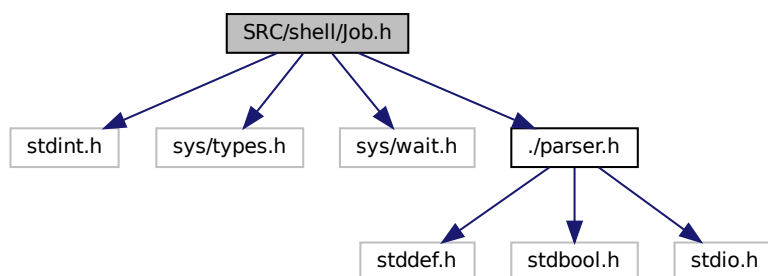 SRC/shell/Job.h
stdint.h
sys/types.h
sys/wait.h
./parser.h
stddef.h
stdbool.h
stdio.h